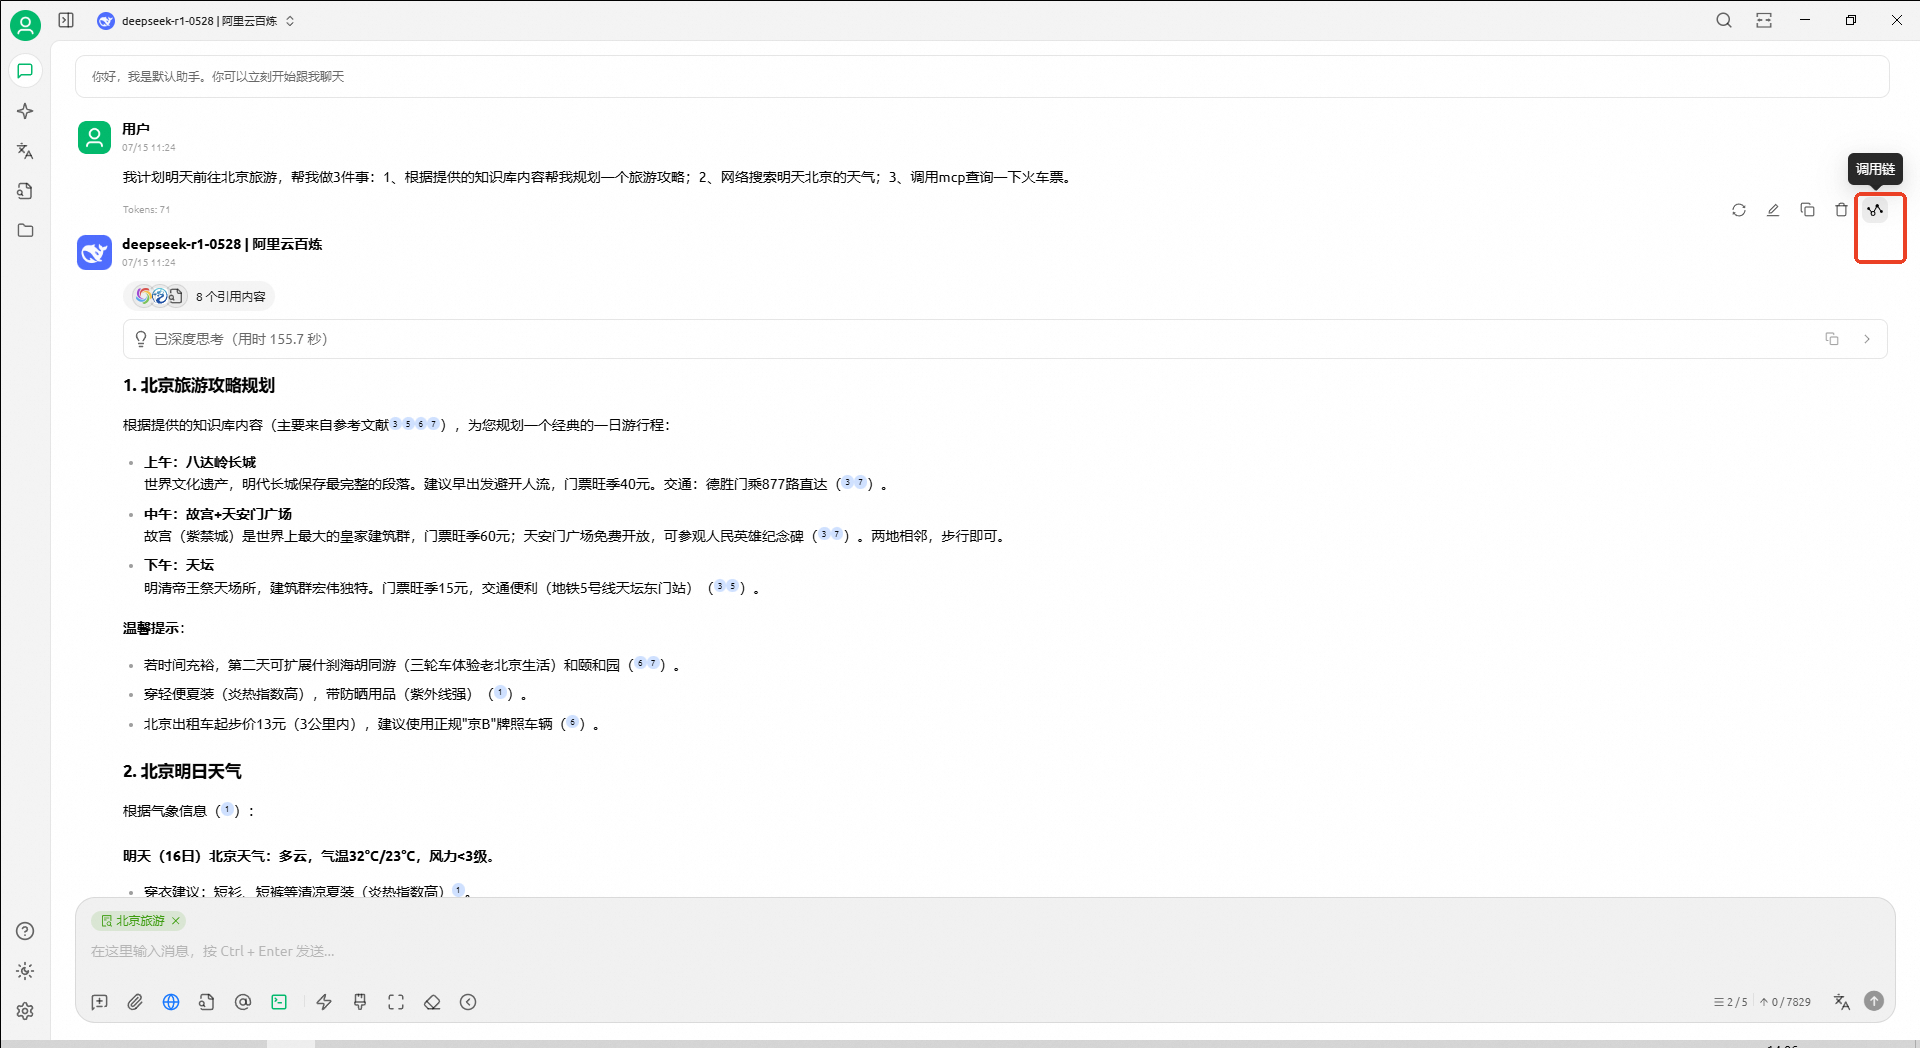 deepseek-r1-0528 | 阿里云百炼
你好，我是默认助手。你可以立刻开始跟我聊天
用户
07/15 11:24
我计划明天前往北京旅游，帮我做3件事：1、根据提供的知识库内容帮我规划一个旅游攻略；2、网络搜索明天北京的天气；3、调用mcp查询一下火车票。
调用链
Tokens: 71
deepseek-r1-0528 | 阿里云百炼
07/15 11:24
8 个引用内容
已深度思考（用时 155.7 秒）
1. 北京旅游攻略规划
根据提供的知识库内容（主要来自参考文献3 5 6 7），为您规划一个经典的一日游行程：
• 上午：八达岭长城
世界文化遗产，明代长城保存最完整的段落。建议早出发避开人流，门票旺季40元。交通：德胜门乘877路直达（3 7）。
• 中午：故宫+天安门广场
故宫（紫禁城）是世界上最大的皇家建筑群，门票旺季60元；天安门广场免费开放，可参观人民英雄纪念碑（3 7）。两地相邻，步行即可。
• 下午：天坛
明清帝王祭天场所，建筑群宏伟独特。门票旺季15元，交通便利（地铁5号线天坛东门站）（3 5）。
温馨提示：
• 若时间充裕，第二天可扩展什刹海胡同游（三轮车体验老北京生活）和颐和园（6 7）。
• 穿轻便夏装（炎热指数高），带防晒用品（紫外线强）（1）。
• 北京出租车起步价13元（3公里内），建议使用正规"京B"牌照车辆（6）。
2. 北京明日天气
根据气象信息（1）：
明天（16日）北京天气：多云，气温32°C/23°C，风力<3级。
• 穿衣建议：短衫、短裤等清凉夏装（炎热指数高）1。
北京旅游 ×
在这里输入消息，按 Ctrl + Enter 发送...
2 / 5 ↑ 0 / 7829